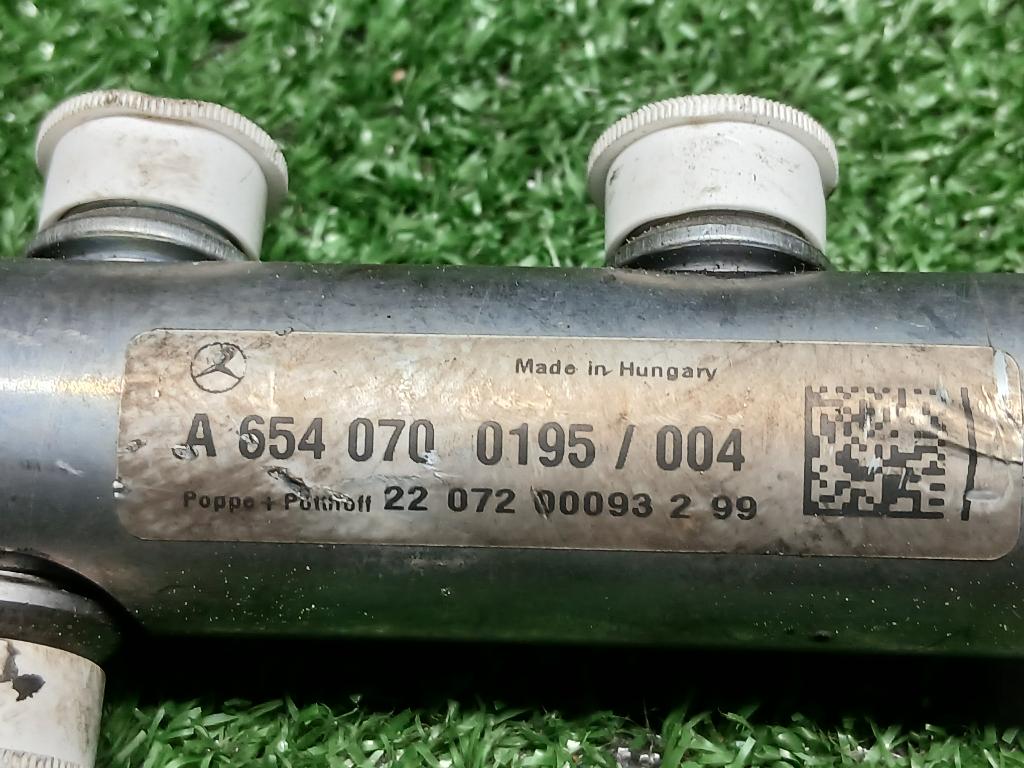 Made in Hungary
A 654 070 0195 / 004
Poppe + Potthoff 22 072 00093 2 99